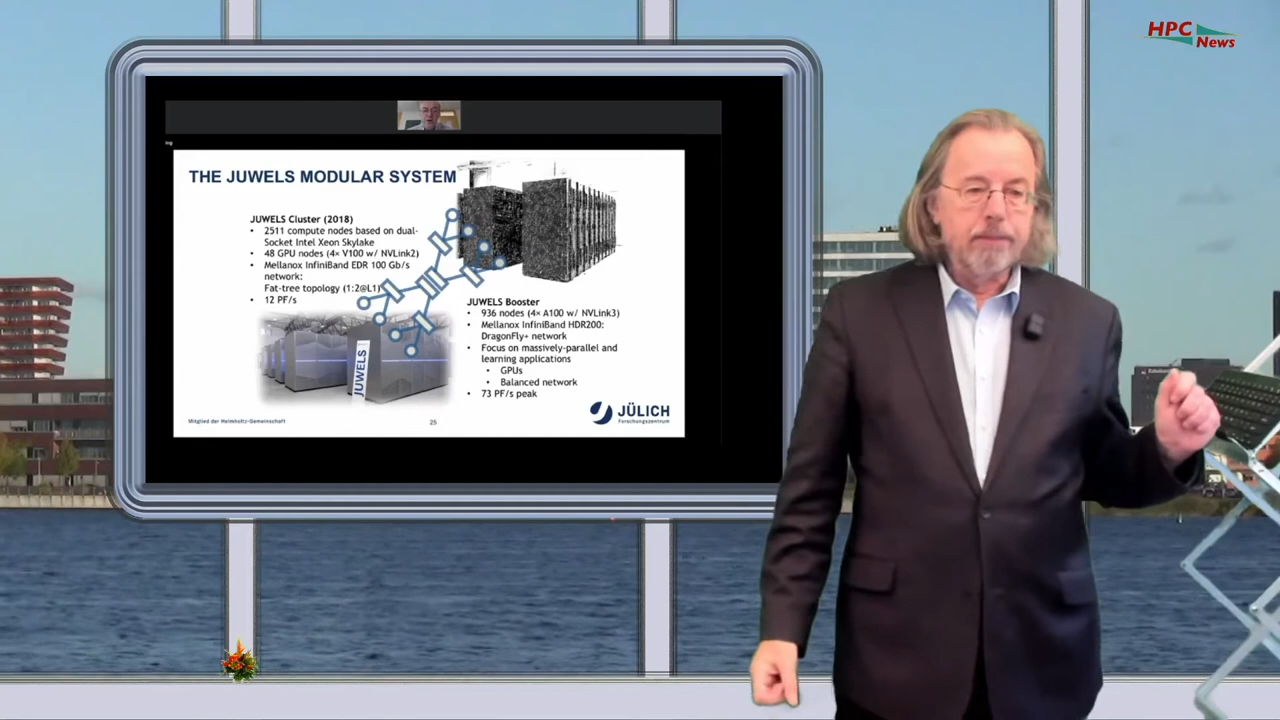 HPC
News
THE JUWELS MODULAR SYSTEM
JUWELS Cluster (2018)
• 2511 compute nodes based on dual-
Socket Intel Xeon Skylake
• 48 GPU nodes (4× V100 w/ NVLink2)
• Mellanox InfiniBand EDR 100 Gb/s
network:
Fat-tree topology (1:2@L1)
• 12 PF/s
JUWELS
JUWELS Booster
• 936 nodes (4× A100 w/ NVLink3)
• Mellanox InfiniBand HDR200:
DragonFly+ network
• Focus on massively-parallel and
learning applications
• GPUs
• Balanced network
• 73 PF/s peak
Mitglied der Helmholtz-Gemeinschaft
25
JÜLICH
Forschungszentrum